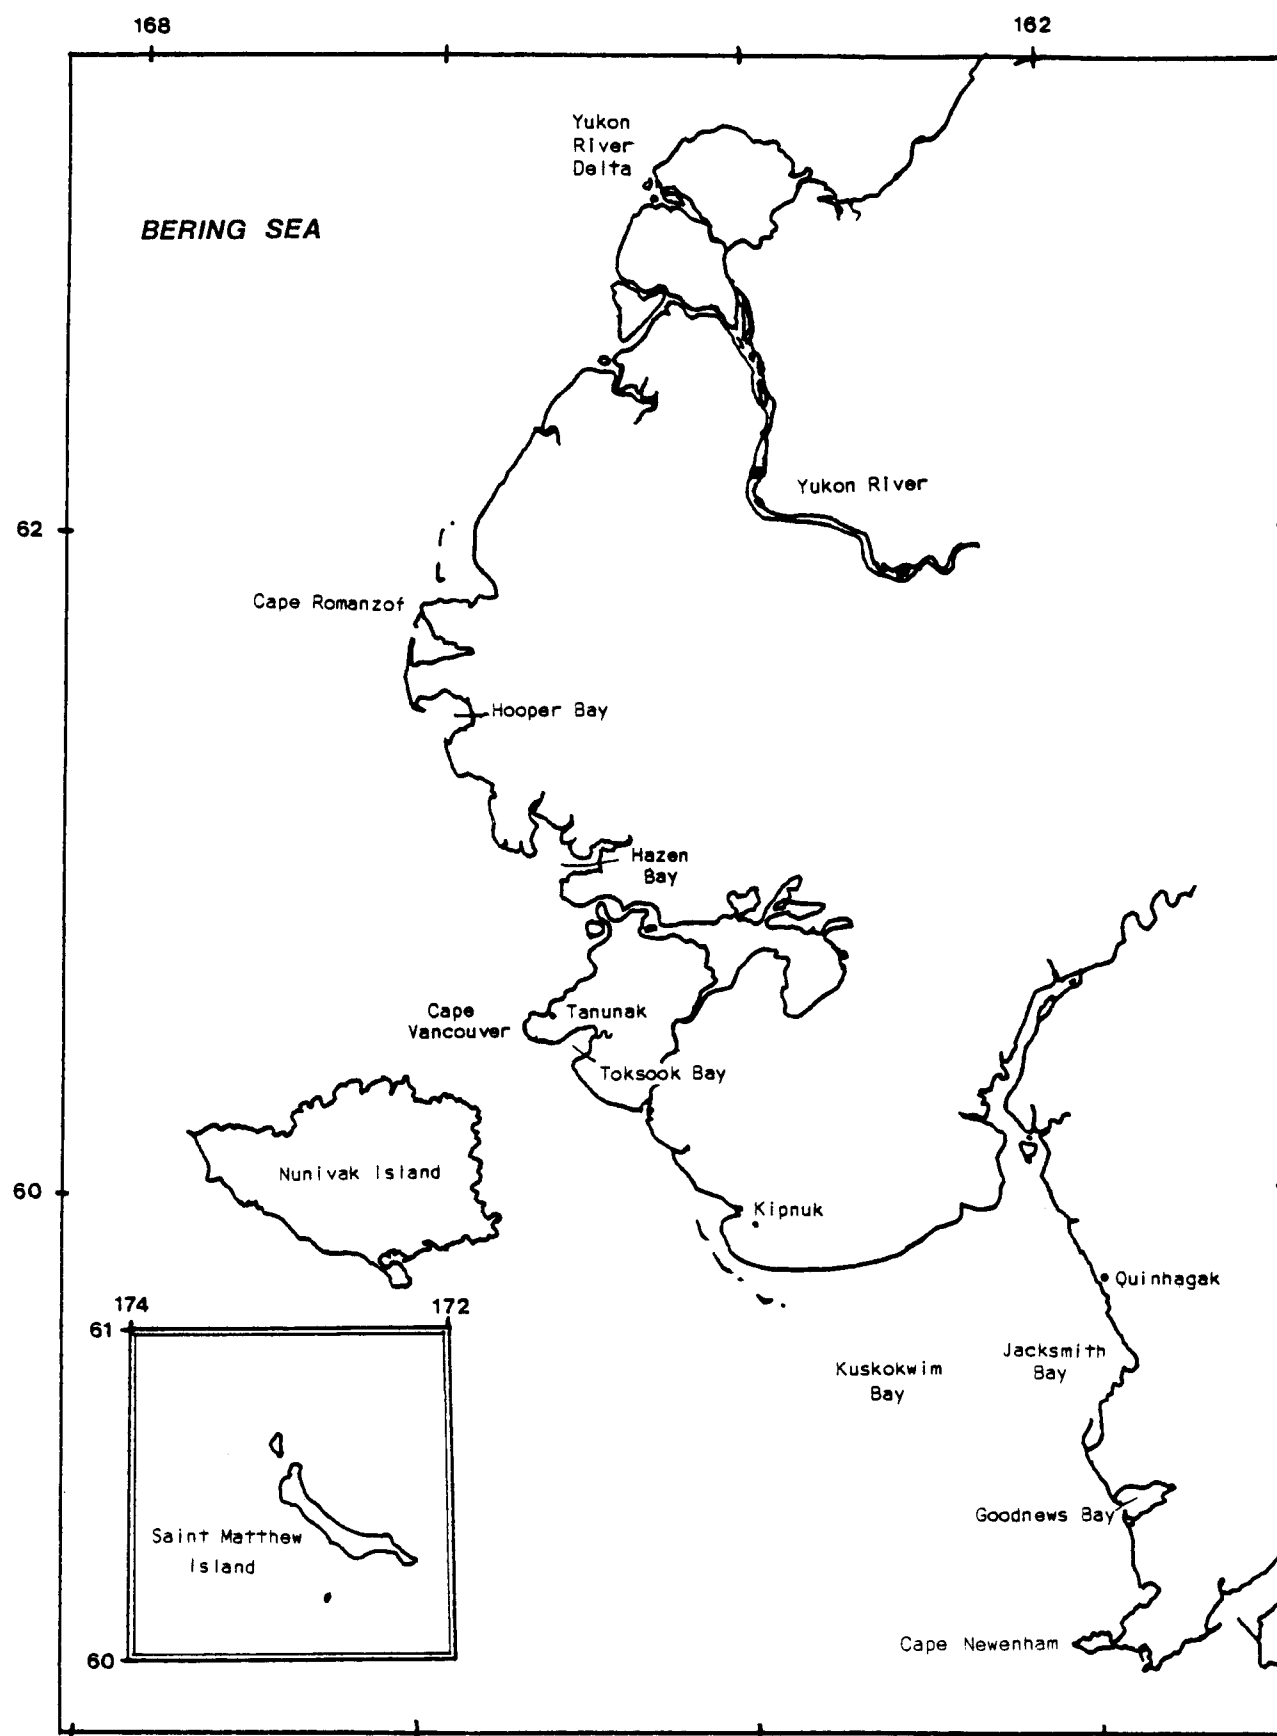 168
162
Yukon
River
Delta
BERING SEA
Yukon River
62
Cape Romanzof
Hooper Bay
Hazen
Bay
Cape
Vancouver
Tanunak
Toksook Bay
Nunivak Island
60
Kipnuk
Quinhagak
174
172
61
Jacksmith
Bay
Kuskokwim
Bay
Goodnews Bay
Saint Matthew
Island
Cape Newenham
60